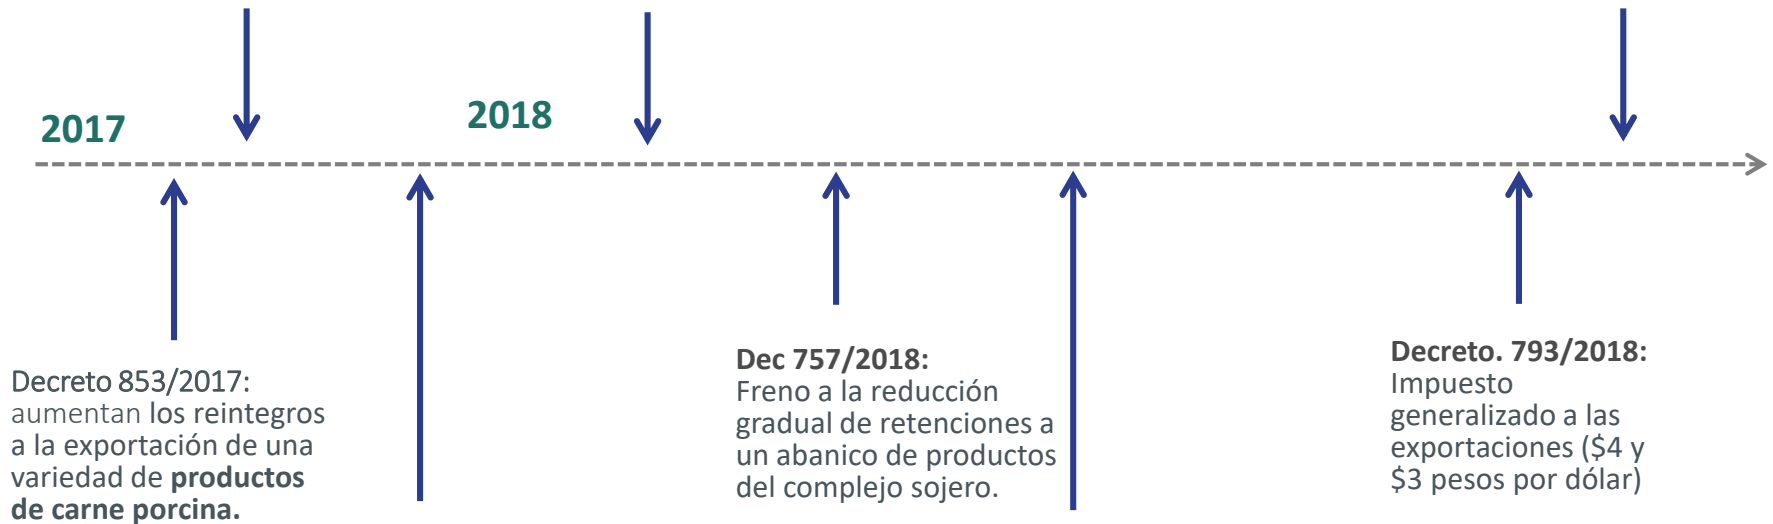 2017
2018
Decreto 853/2017:
aumentan los reintegros
a la exportación de una
variedad de productos
de carne porcina.
Dec 757/2018:
Freno a la reducción
gradual de retenciones a
un abanico de productos
del complejo sojero.
Decreto. 793/2018:
Impuesto
generalizado a las
exportaciones ($4 y
$3 pesos por dólar)